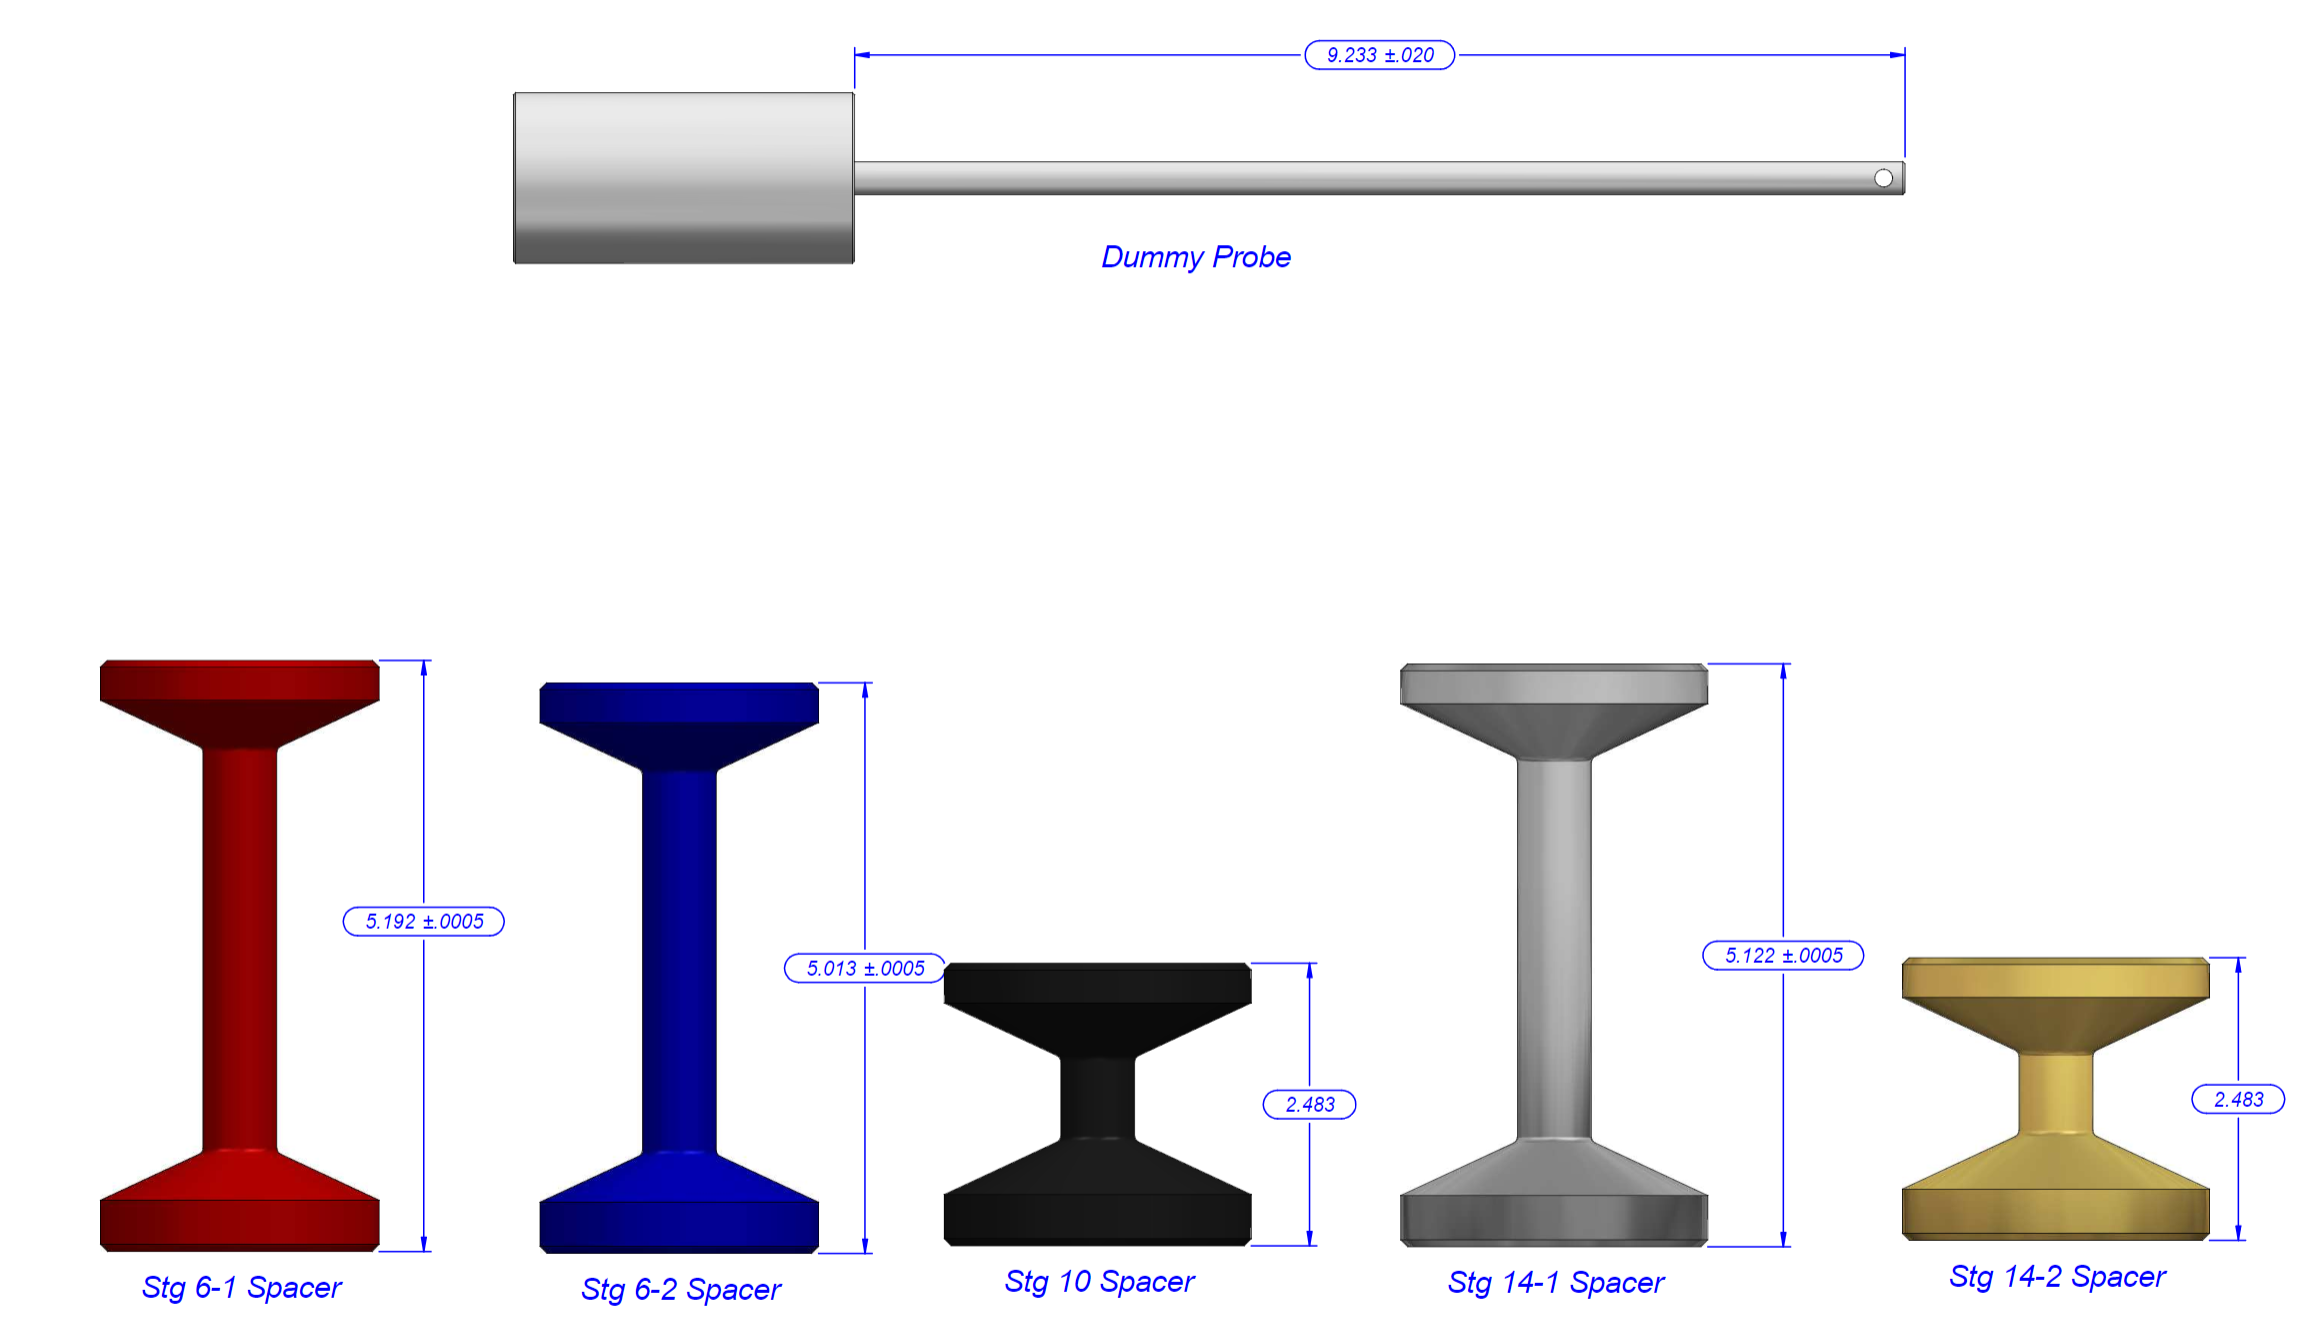 9.233 ±.020
Dummy Probe
5.192 ±.0005
5.013 ±.0005
2.483
5.122 ±.0005
2.483
Stg 6-1 Spacer
Stg 6-2 Spacer
Stg 10 Spacer
Stg 14-1 Spacer
Stg 14-2 Spacer